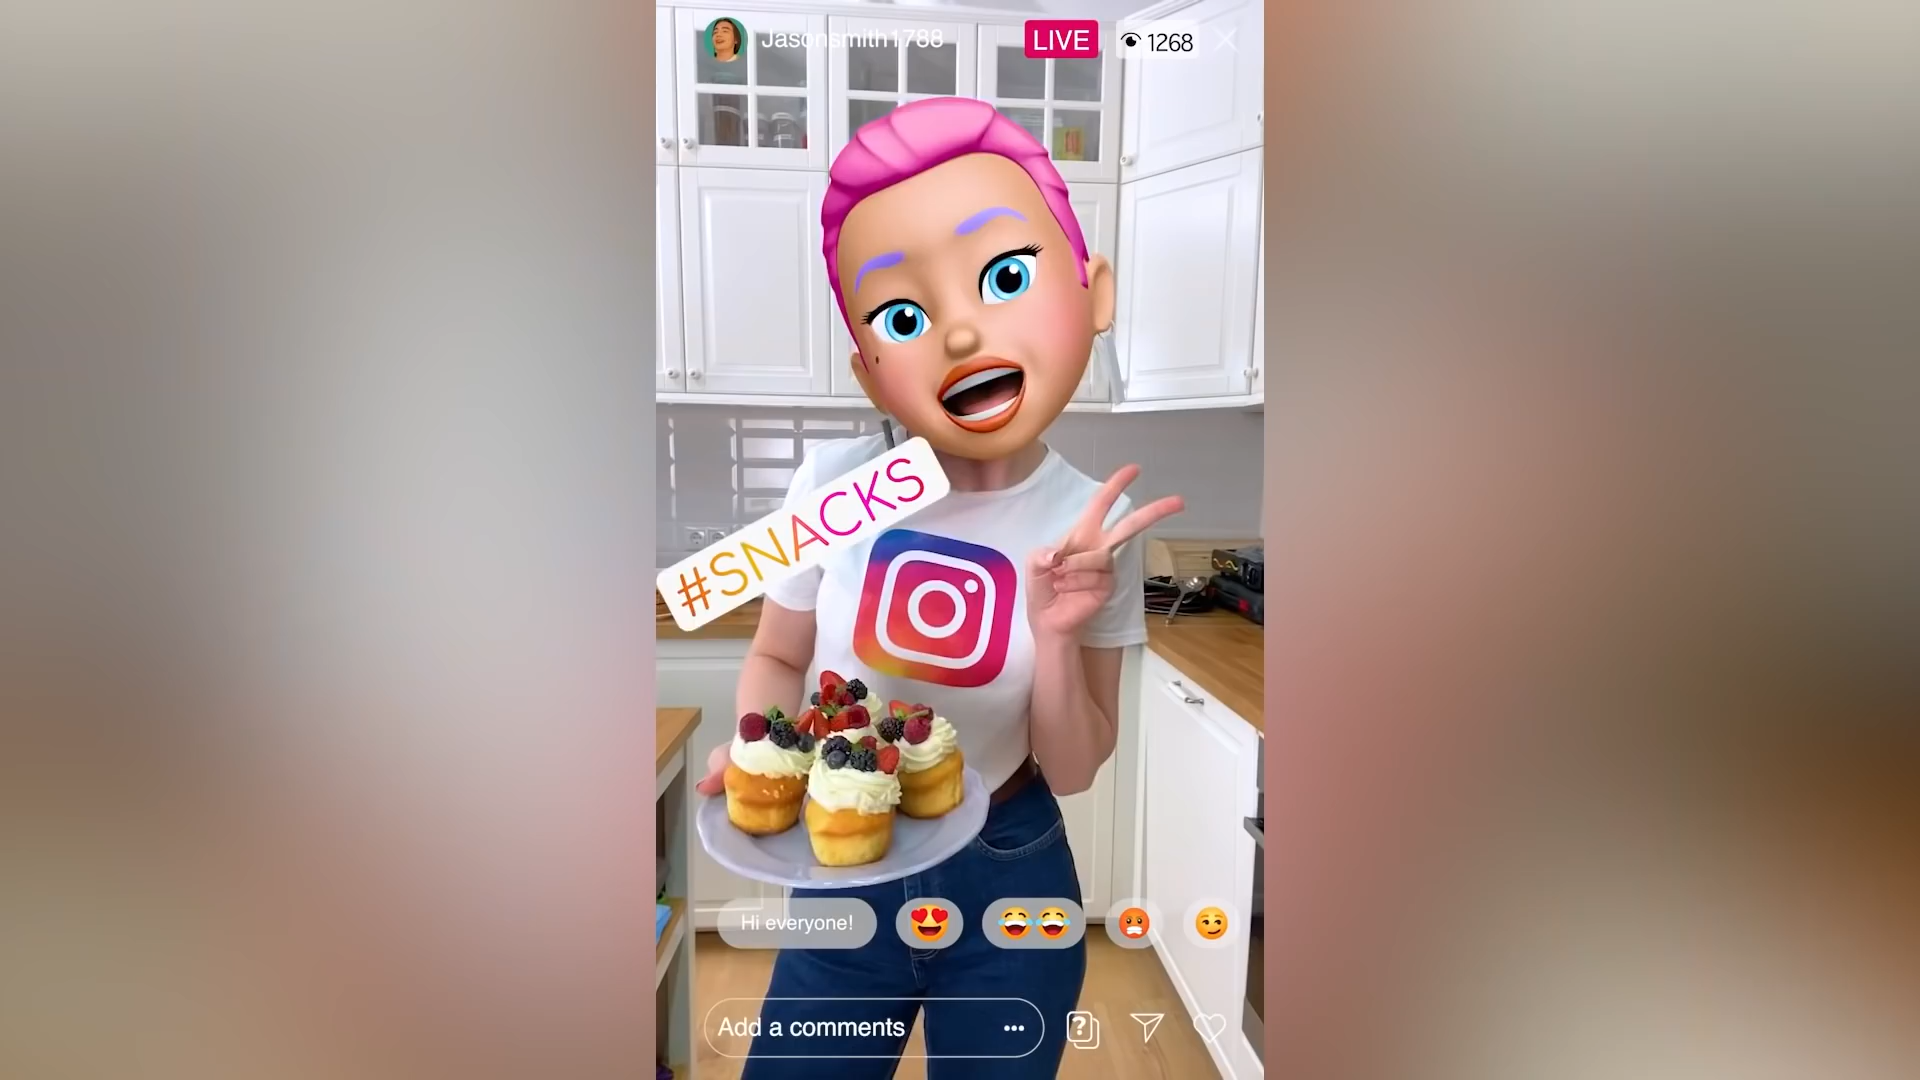 Jasonsmith1788
LIVE
1268
#SNACKS
Hi everyone!
Add a comments